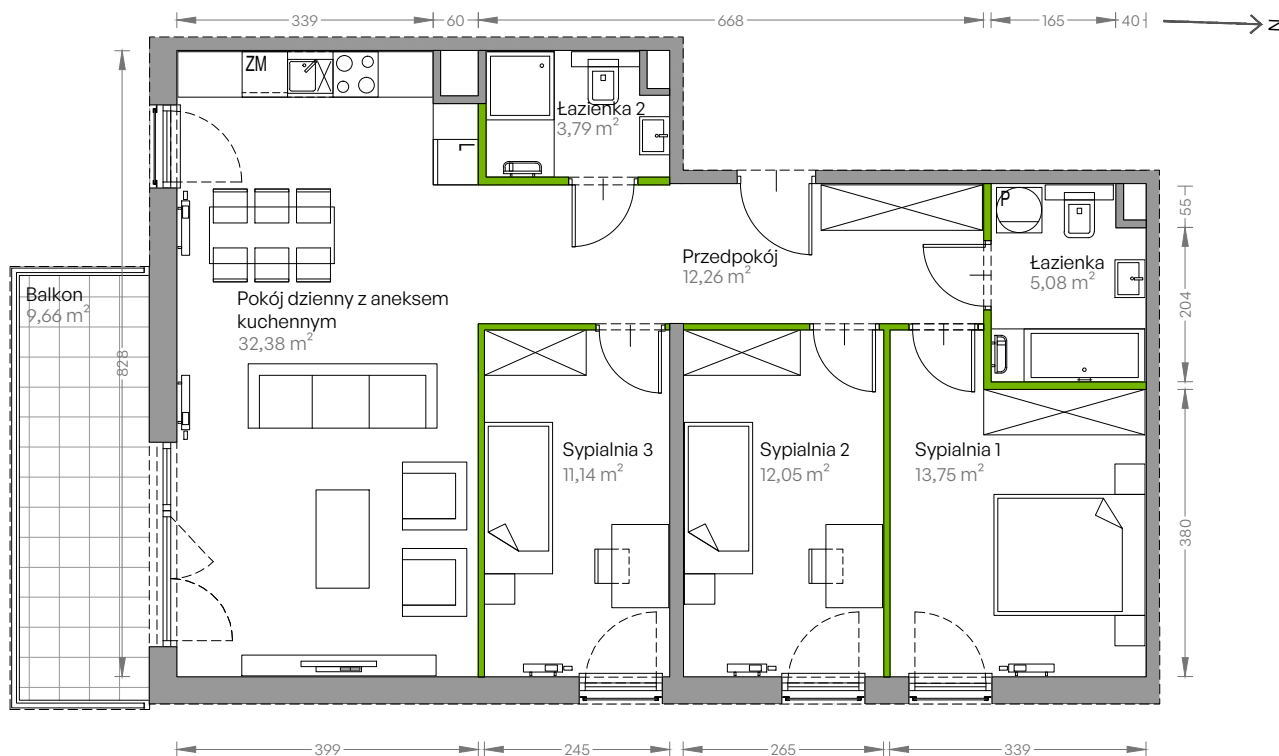 339
60
668
165
40
N
ZM
L
Łazienka 2
3,79 m²
P
55
Przedpokój
12,26 m²
Łazienka
5,08 m²
204
Balkon
9,66 m²
Pokój dzienny z aneksem
kuchennym
32,38 m²
828
Sypialnia 3
11,14 m²
Sypialnia 2
12,05 m²
Sypialnia 1
13,75 m²
380
399
245
265
339